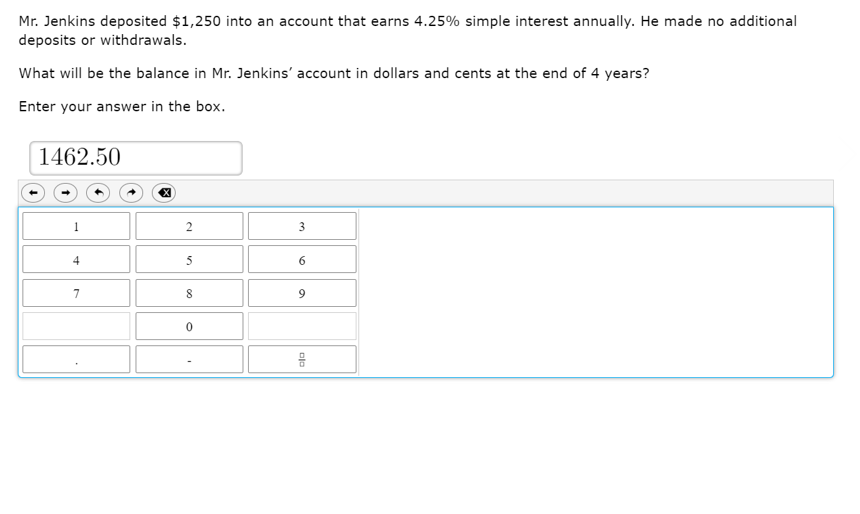 Mr. Jenkins deposited $1,250 into an account that earns 4.25% simple interest annually. He made no additional
deposits or withdrawals.
What will be the balance in Mr. Jenkins’ account in dollars and cents at the end of 4 years?
Enter your answer in the box.
1462.50
1 2 3
4 5 6
7 8 9
0
. -